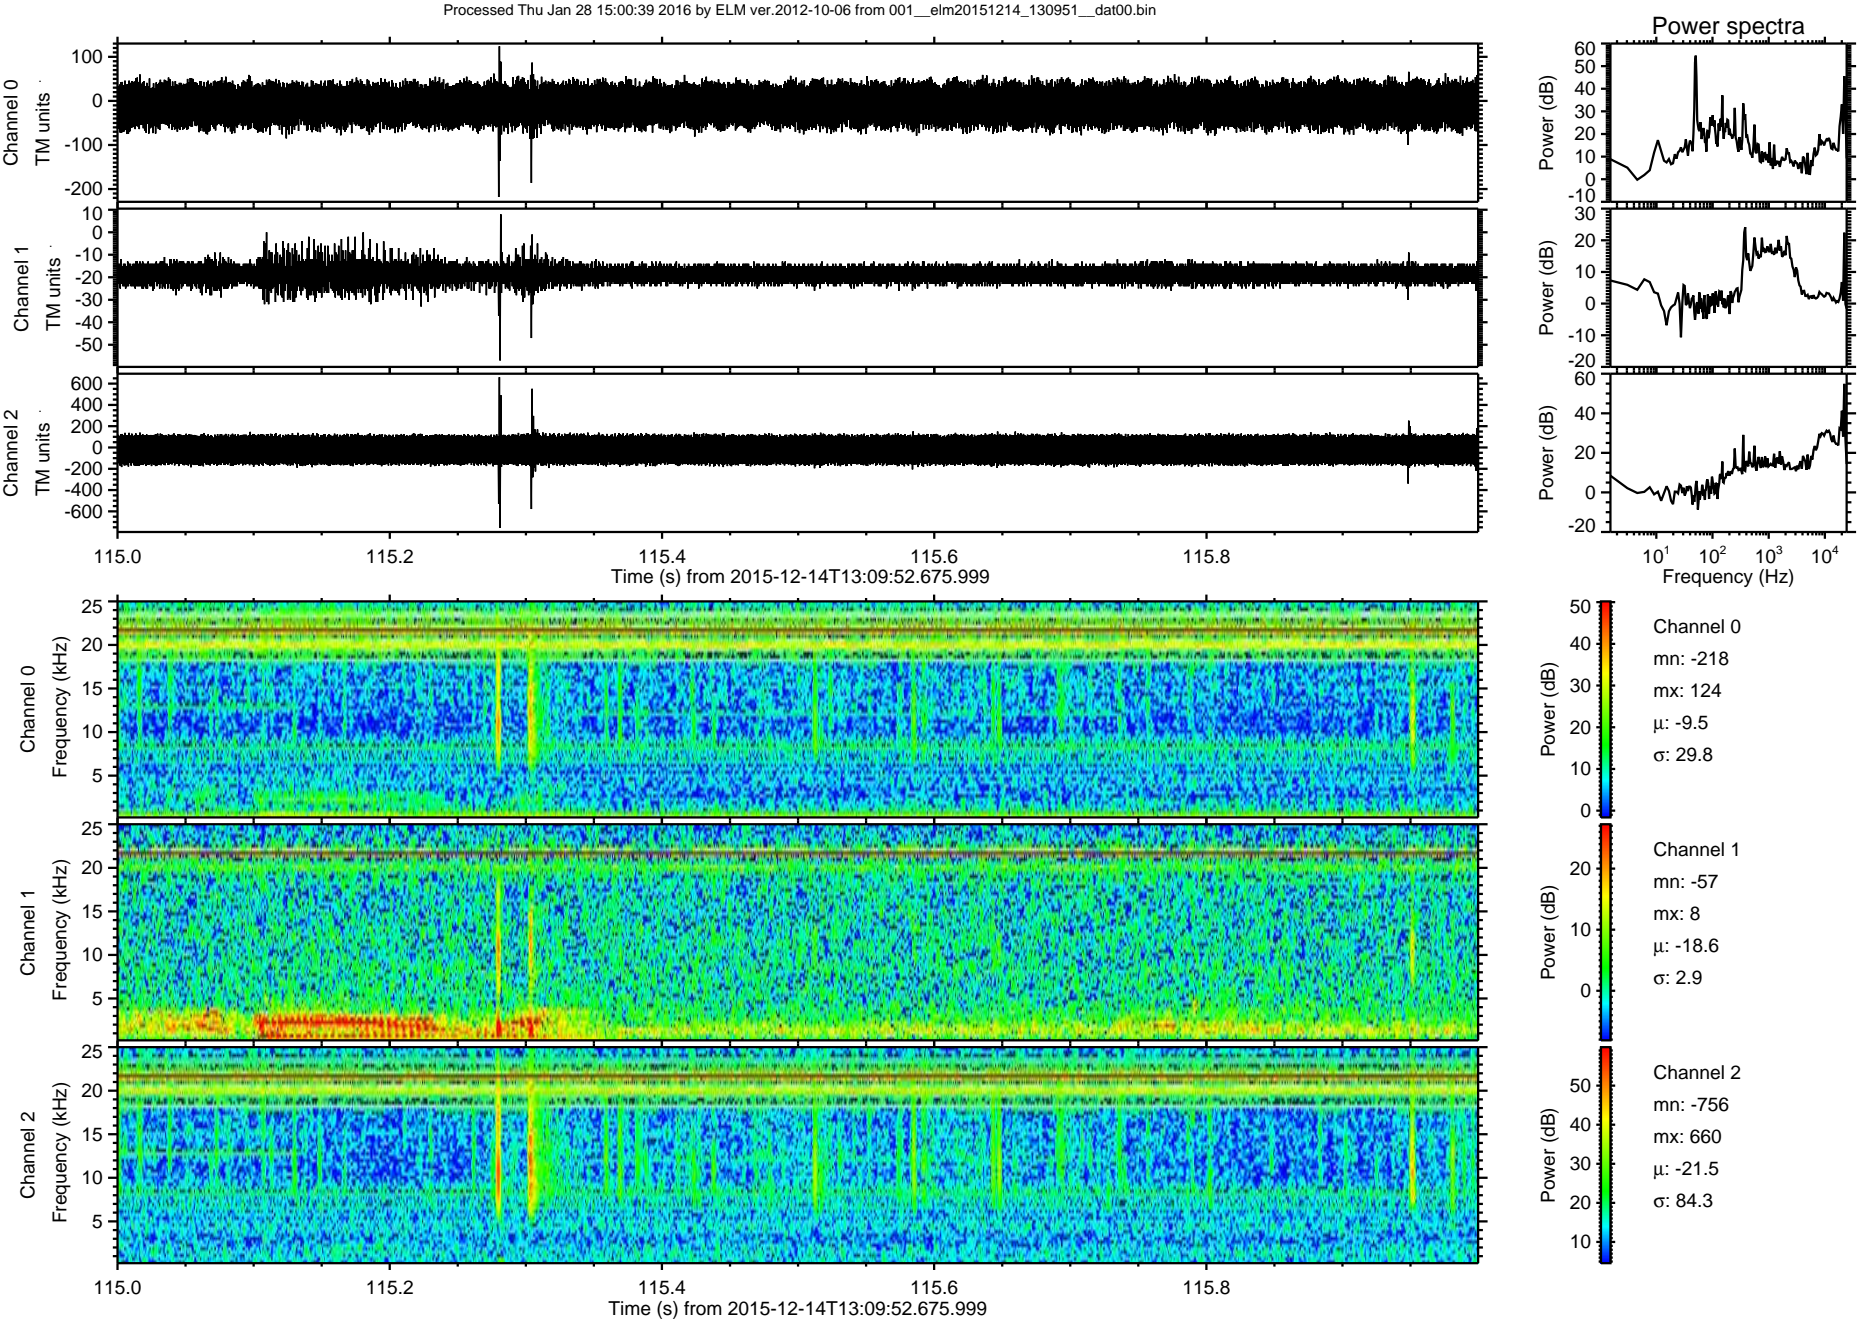 Processed Thu Jan 28 15:00:39 2016 by ELM ver.2012-10-06 from 001__elm20151214_130951__dat00.bin
Power spectra
Channel 0
TM units
100
0
-100
-200
Power (dB)
60
50
40
30
20
10
0
-10
Channel 1
TM units
10
0
-10
-20
-30
-40
-50
Power (dB)
30
20
10
0
-10
-20
Channel 2
TM units
600
400
200
0
-200
-400
-600
Power (dB)
60
40
20
0
-20
115.0 115.2 115.4 115.6 115.8
Time (s) from 2015-12-14T13:09:52.675.999
10^1 10^2 10^3 10^4
Frequency (Hz)
Channel 0
Frequency (kHz)
25
20
15
10
5
Power (dB)
50
40
30
20
10
0
Channel 0
mn: -218
mx: 124
μ: -9.5
σ: 29.8
Channel 1
Frequency (kHz)
25
20
15
10
5
Power (dB)
20
10
0
Channel 1
mn: -57
mx: 8
μ: -18.6
σ: 2.9
Channel 2
Frequency (kHz)
25
20
15
10
5
Power (dB)
50
40
30
20
10
Channel 2
mn: -756
mx: 660
μ: -21.5
σ: 84.3
115.0 115.2 115.4 115.6 115.8
Time (s) from 2015-12-14T13:09:52.675.999